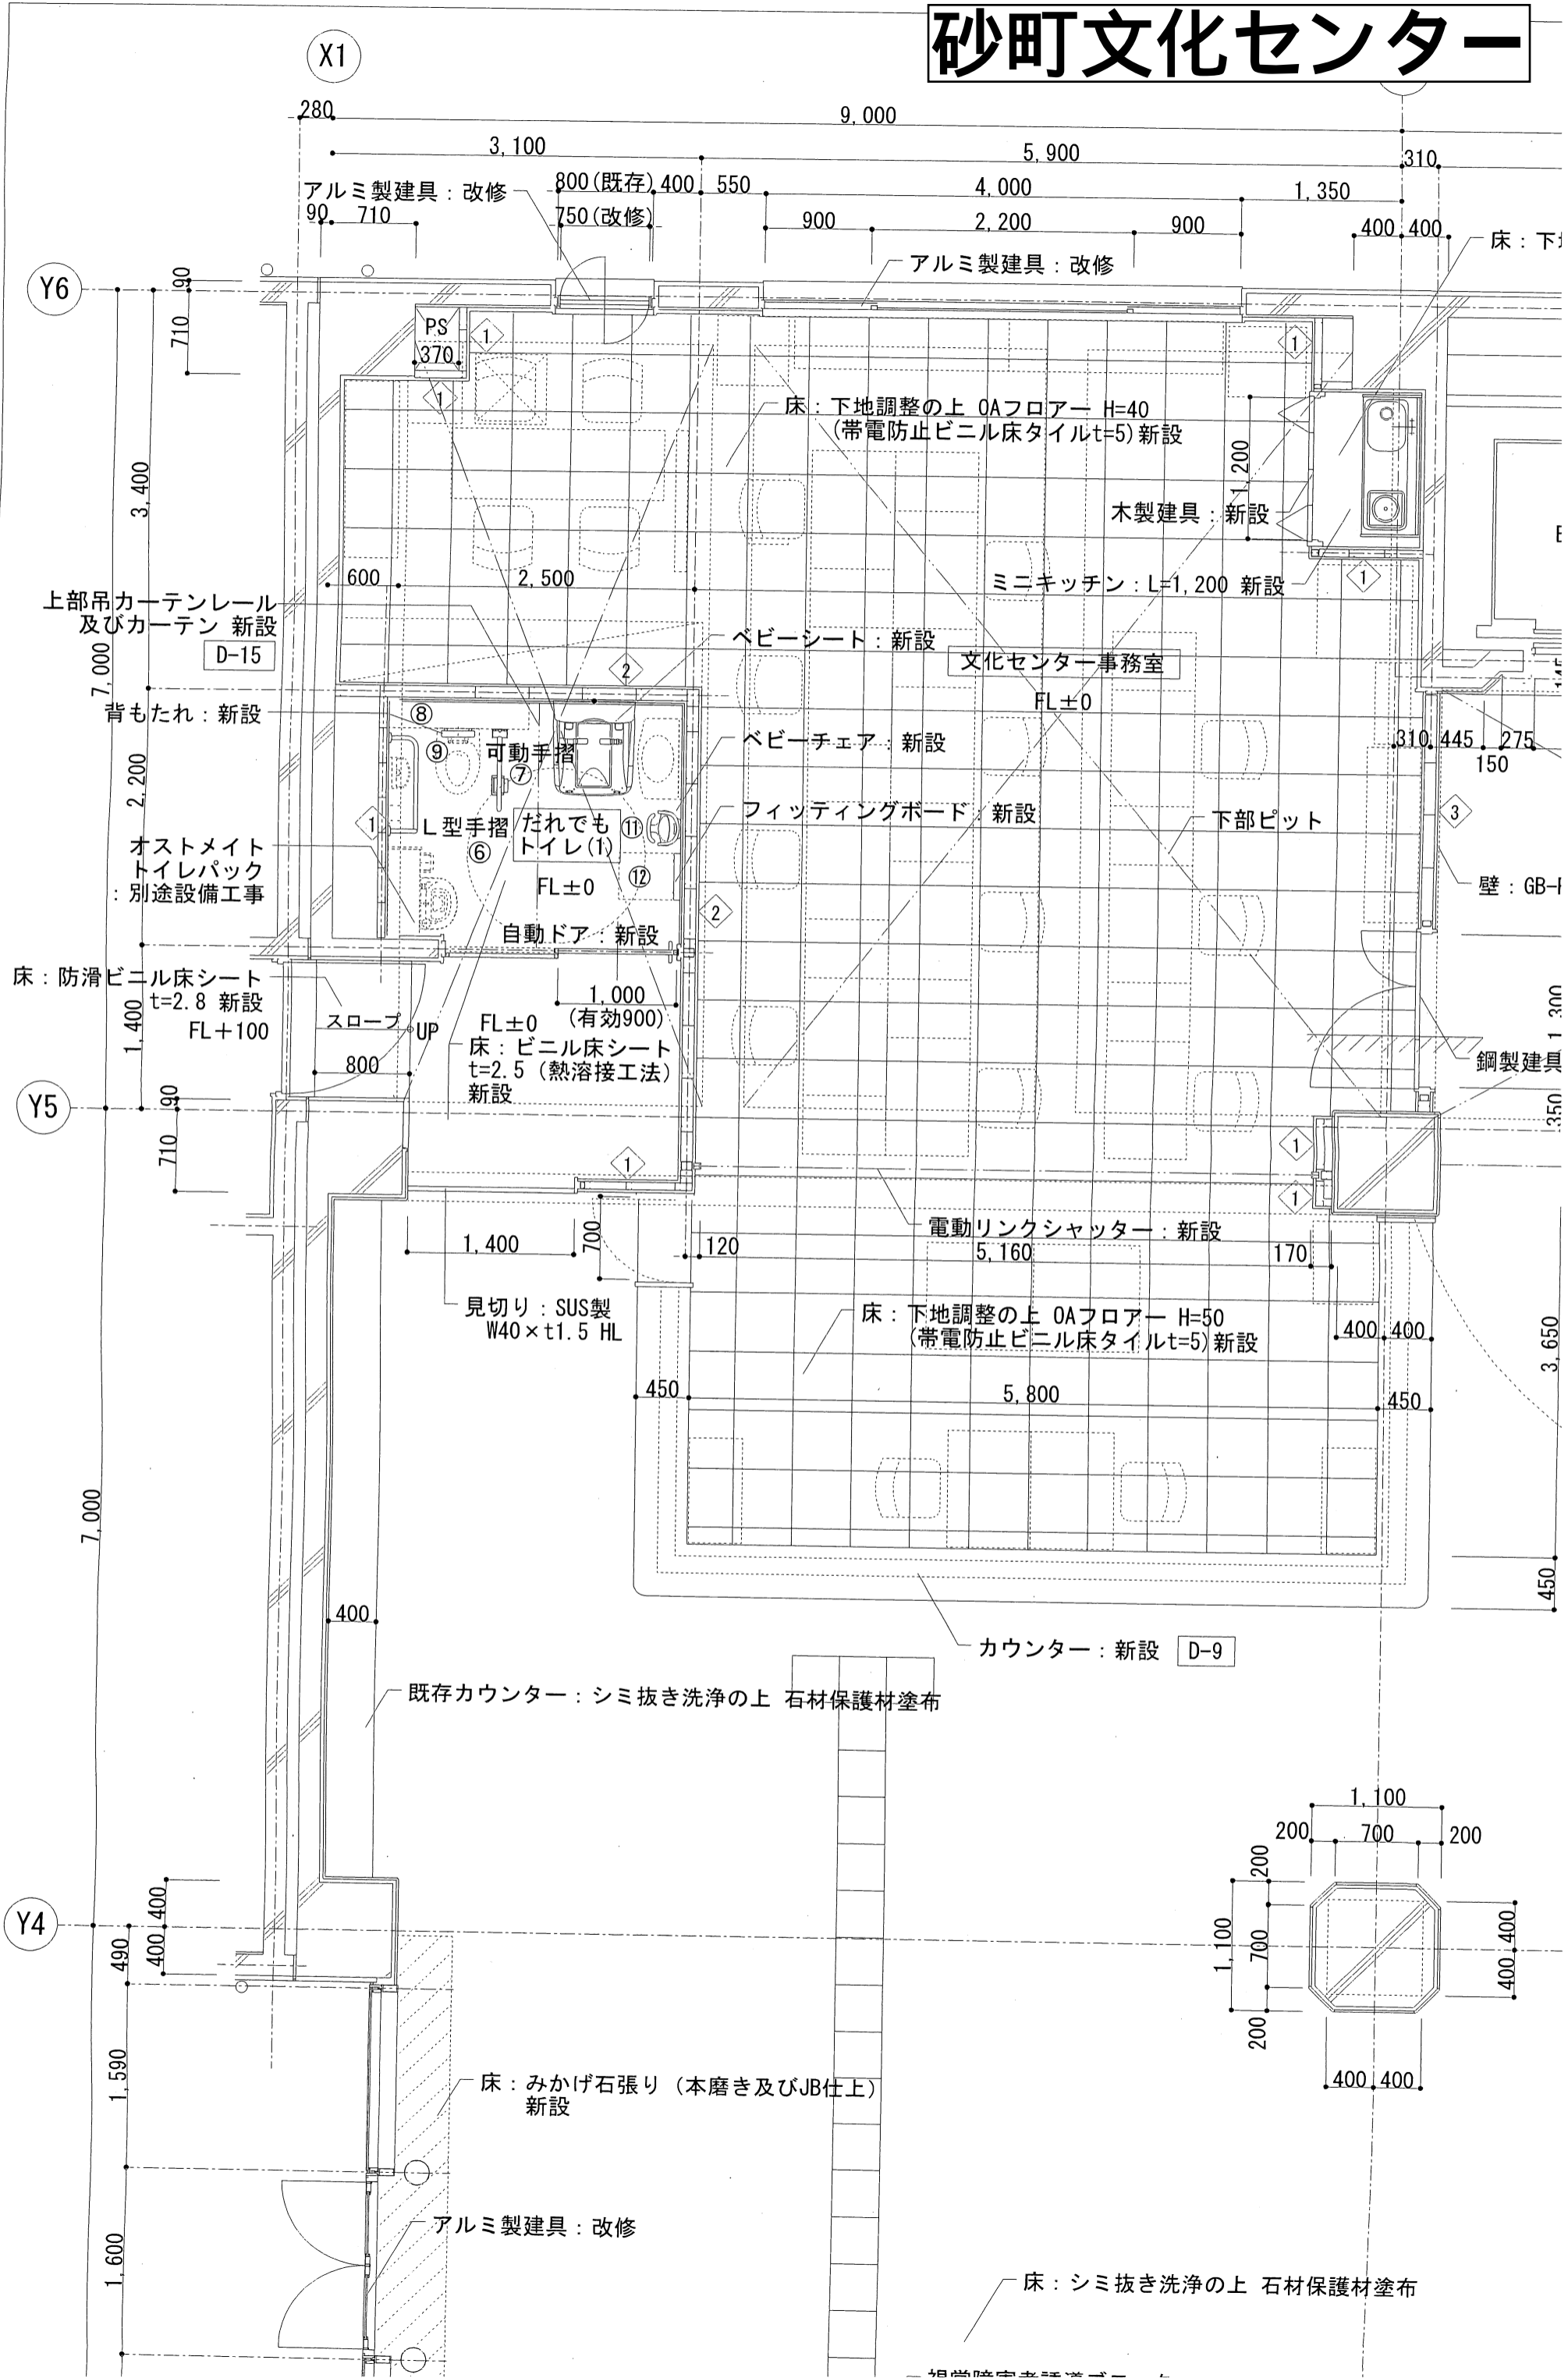 砂町文化センター
X1
280
9,000
3,100
5,900
310
アルミ製建具：改修
800(既存)
400
550
4,000
1,350
90
710
750(改修)
900
2,200
900
400
400
床：下
アルミ製建具：改修
Y6
90
710
PS
370
1
1
1
床：下地調整の上 OAフロアー H=40
(帯電防止ビニル床タイルt=5)新設
1,200
3,400
木製建具：新設
600
2,500
ミニキッチン：L=1,200 新設
1
上部吊カーテンレール
及びカーテン 新設
D-15
7,000
ベビーシート：新設
2
文化センター事務室
FL±0
背もたれ：新設
⑧
⑨
可動手摺
⑦
ベビーチェア：新設
310
445
275
150
2,200
1
L型手摺
⑥
だれでも
トイレ(1)
⑪
フィッティングボード：新設
下部ピット
3
オストメイト
トイレパック
：別途設備工事
FL±0
⑫
2
壁：GB-
自動ドア：新設
床：防滑ビニル床シート
t=2.8 新設
FL＋100
1,400
スロープ
UP
800
1,000
(有効900)
FL±0
床：ビニル床シート
t=2.5（熱溶接工法）
新設
1,300
鋼製建具
350
Y5
90
710
1
1
1
電動リンクシャッター：新設
1,400
700
120
5,160
170
見切り：SUS製
W40×t1.5 HL
床：下地調整の上 OAフロアー H=50
(帯電防止ビニル床タイルt=5)新設
400
400
3,650
450
5,800
450
7,000
450
400
カウンター：新設
D-9
既存カウンター：シミ抜き洗浄の上 石材保護材塗布
1,100
200
700
200
Y4
400
400
490
200
1,100
700
200
400
400
400
400
1,590
床：みかげ石張り（本磨き及びJB仕上）
新設
アルミ製建具：改修
1,600
床：シミ抜き洗浄の上 石材保護材塗布